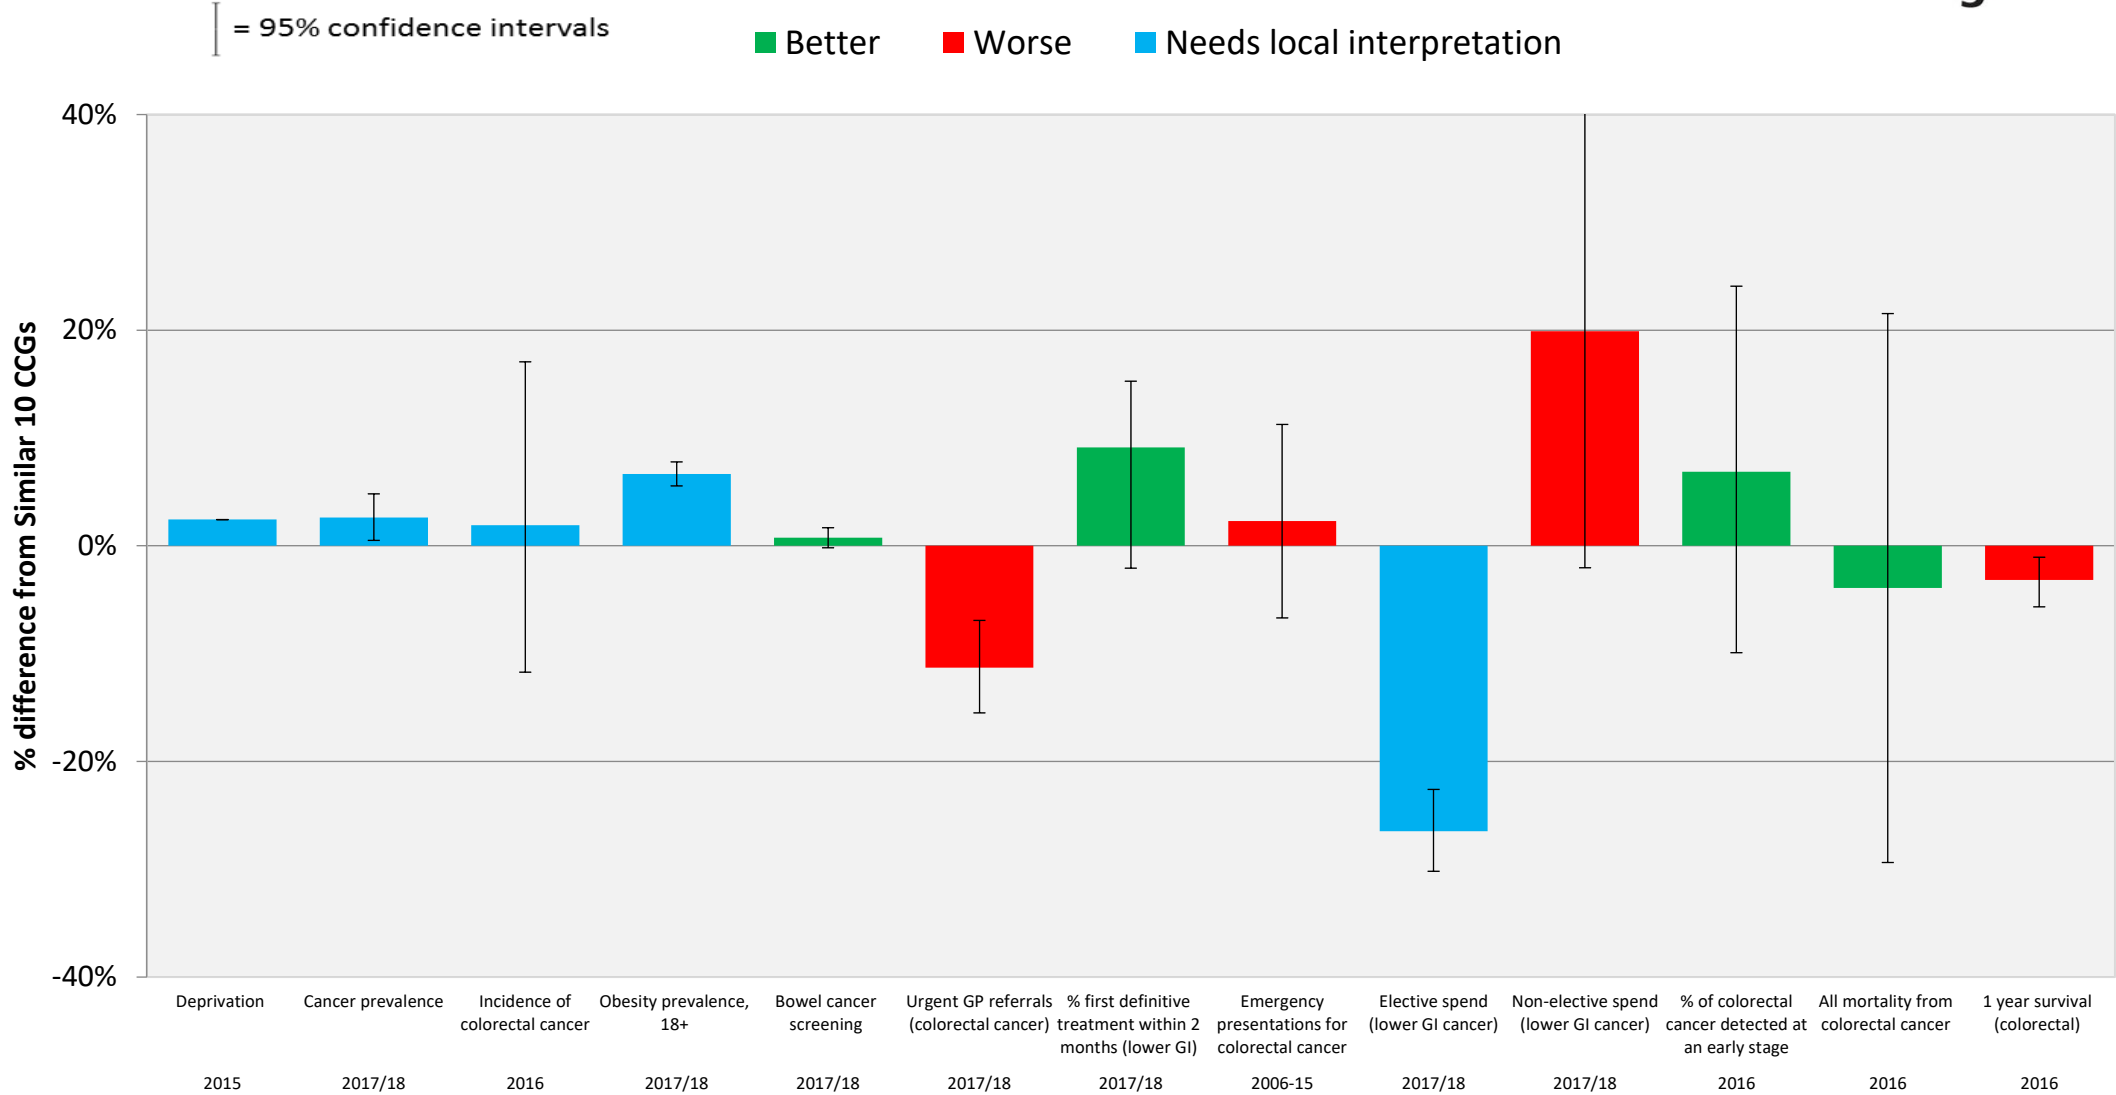 g
= 95% confidence intervals
Better
Worse
Needs local interpretation
% difference from Similar 10 CCGs
40%
20%
0%
-20%
-40%
Deprivation
2015
Cancer prevalence
2017/18
Incidence of
colorectal cancer
2016
Obesity prevalence,
18+
2017/18
Bowel cancer
screening
2017/18
Urgent GP referrals
(colorectal cancer)
2017/18
% first definitive
treatment within 2
months (lower GI)
2017/18
Emergency
presentations for
colorectal cancer
2006-15
Elective spend
(lower GI cancer)
2017/18
Non-elective spend
(lower GI cancer)
2017/18
% of colorectal
cancer detected at
an early stage
2016
All mortality from
colorectal cancer
2016
1 year survival
(colorectal)
2016